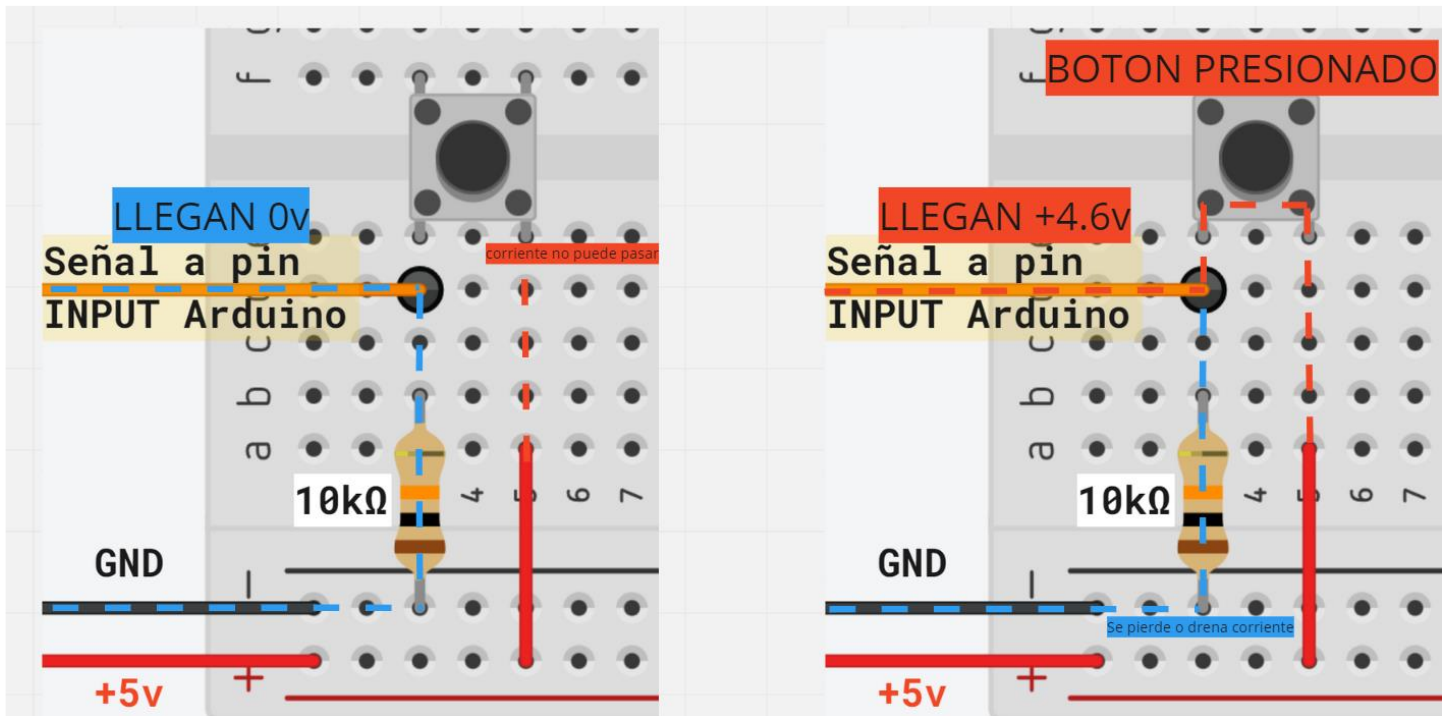 f
LLEGAN 0v
corriente no puede pasar
Señal a pin
INPUT Arduino
c
b
a
10kΩ
4
5
6
7
GND
−
+
+5v
f
BOTON PRESIONADO
LLEGAN +4.6v
Señal a pin
INPUT Arduino
c
b
a
10kΩ
4
5
6
7
GND
−
Se pierde o drena corriente
+
+5v